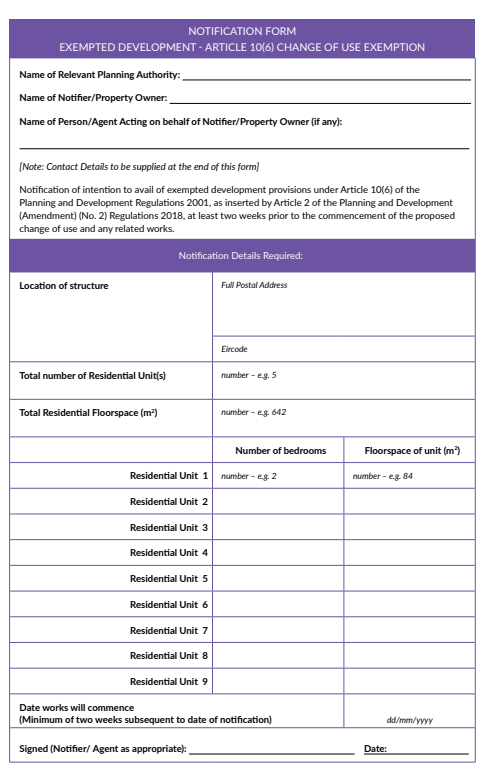 NOTIFICATION FORM
EXEMPTED DEVELOPMENT - ARTICLE 10(6) CHANGE OF USE EXEMPTION
Name of Relevant Planning Authority:
Name of Notifier/Property Owner:
Name of Person/Agent Acting on behalf of Notifier/Property Owner (if any):
[Note: Contact Details to be supplied at the end of this form]
Notification of intention to avail of exempted development provisions under Article 10(6) of the
Planning and Development Regulations 2001, as inserted by Article 2 of the Planning and Development
(Amendment) (No. 2) Regulations 2018, at least two weeks prior to the commencement of the proposed
change of use and any related works.
Notification Details Required:
Location of structure Full Postal Address
Eircode
Total number of Residential Unit(s) number – e.g. 5
Total Residential Floorspace (m²) number – e.g. 642
Number of bedrooms Floorspace of unit (m²)
Residential Unit 1 number – e.g. 2 number – e.g. 84
Residential Unit 2
Residential Unit 3
Residential Unit 4
Residential Unit 5
Residential Unit 6
Residential Unit 7
Residential Unit 8
Residential Unit 9
Date works will commence
(Minimum of two weeks subsequent to date of notification) dd/mm/yyyy
Signed (Notifier/ Agent as appropriate): Date: